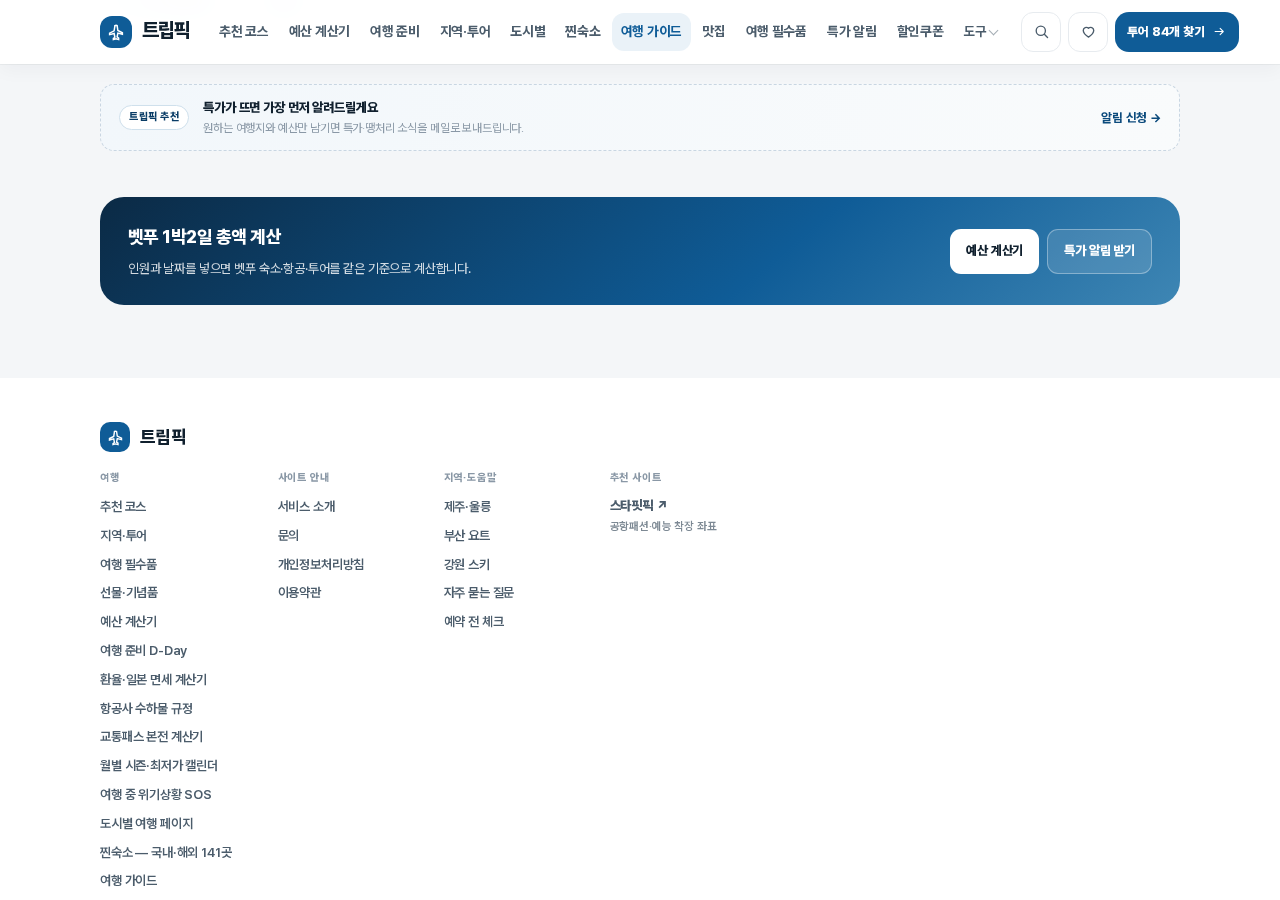 트립픽
추천 코스
예산 계산기
여행 준비
지역·투어
도시별
찐숙소
여행 가이드
맛집
여행 필수품
특가 알림
할인쿠폰
도구
투어 84개 찾기 →
트립픽 추천
특가가 뜨면 가장 먼저 알려드릴게요
원하는 여행지와 예산만 남기면 특가·땡처리 소식을 메일로 보내드립니다.
알림 신청 →
벳푸 1박2일 총액 계산
인원과 날짜를 넣으면 벳푸 숙소·항공·투어를 같은 기준으로 계산합니다.
예산 계산기
특가 알림 받기
트립픽
여행
추천 코스
지역·투어
여행 필수품
선물·기념품
예산 계산기
여행 준비 D-Day
환율·일본 면세 계산기
항공사 수하물 규정
교통패스 본전 계산기
월별 시즌·최저가 캘린더
여행 중 위기상황 SOS
도시별 여행 페이지
찐숙소 — 국내·해외 141곳
여행 가이드
사이트 안내
서비스 소개
문의
개인정보처리방침
이용약관
지역·도움말
제주·울릉
부산 요트
강원 스키
자주 묻는 질문
예약 전 체크
추천 사이트
스타핏픽 ↗
공항패션·예능 착장 좌표